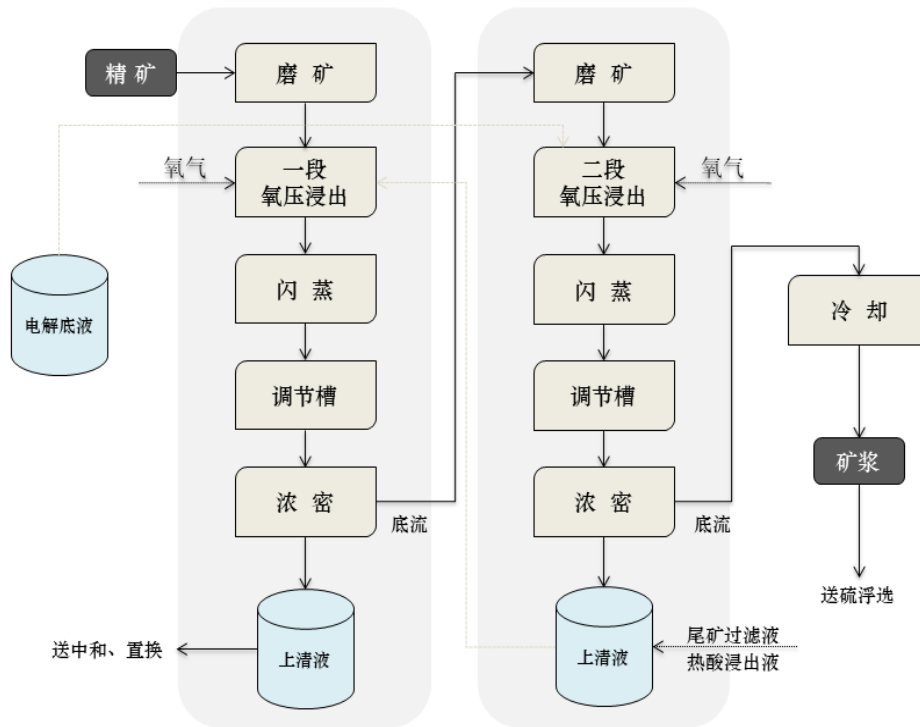 精 矿
磨 矿
磨 矿
氧气
一段
氧压浸出
二段
氧压浸出
氧气
电解底液
闪 蒸
闪 蒸
冷 却
调节槽
调节槽
矿浆
浓 密
底流
浓 密
底流
送硫浮选
送中和、置换
上清液
上清液
尾矿过滤液
热酸浸出液